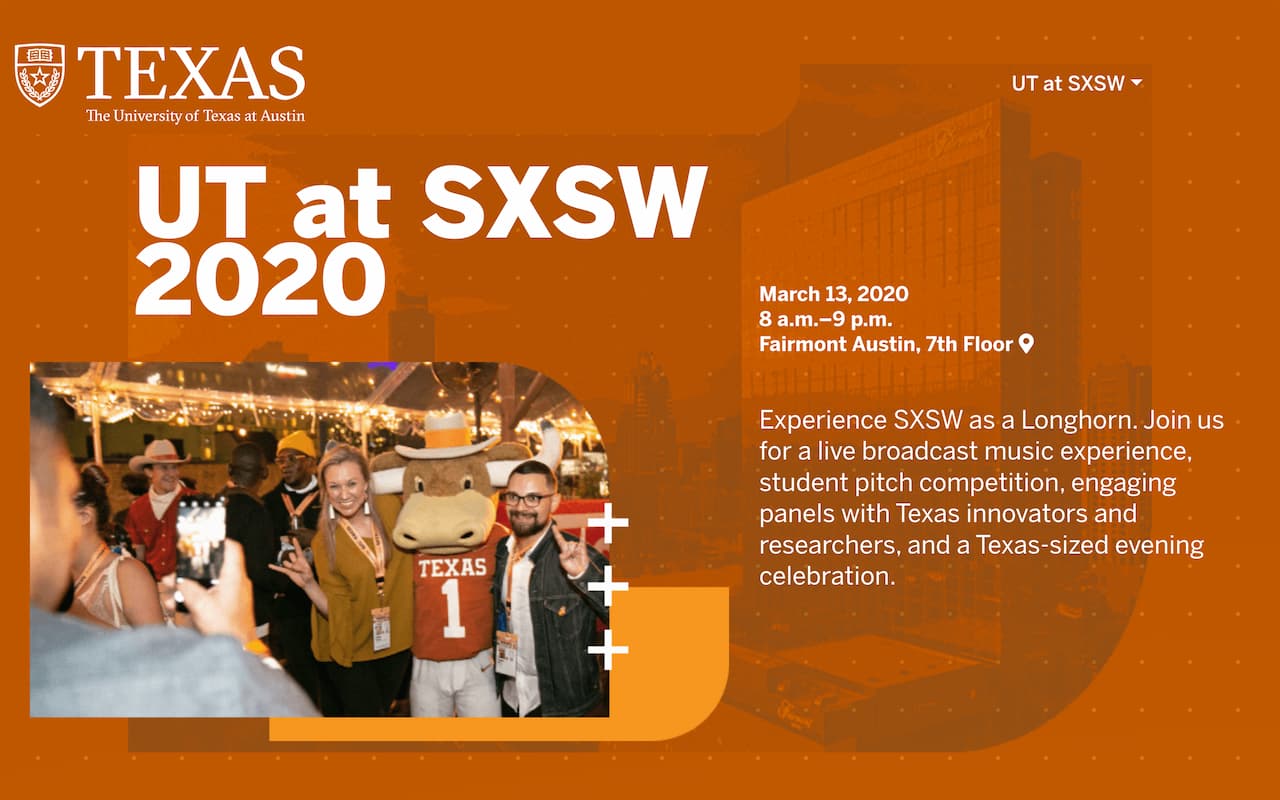 TEXAS
The University of Texas at Austin
UT at SXSW
UT at SXSW
2020
March 13, 2020
8 a.m.–9 p.m.
Fairmont Austin, 7th Floor
Experience SXSW as a Longhorn. Join us
for a live broadcast music experience,
student pitch competition, engaging
panels with Texas innovators and
researchers, and a Texas-sized evening
celebration.
TEXAS
1